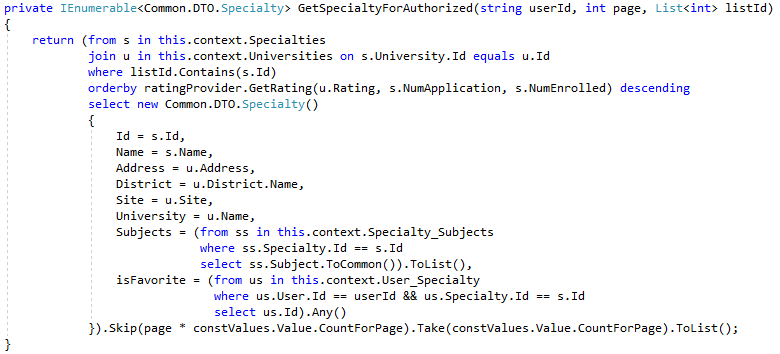 private IEnumerable<Common.DTO.Specialty> GetSpecialtyForAuthorized(string userId, int page, List<int> listId)
{
    return (from s in this.context.Specialties
            join u in this.context.Universities on s.University.Id equals u.Id
            where listId.Contains(s.Id)
            orderby ratingProvider.GetRating(u.Rating, s.NumApplication, s.NumEnrolled) descending
            select new Common.DTO.Specialty()
            {
                Id = s.Id,
                Name = s.Name,
                Address = u.Address,
                District = u.District.Name,
                Site = u.Site,
                University = u.Name,
                Subjects = (from ss in this.context.Specialty_Subjects
                            where ss.Specialty.Id == s.Id
                            select ss.Subject.ToCommon()).ToList(),
                isFavorite = (from us in this.context.User_Specialty
                              where us.User.Id == userId && us.Specialty.Id == s.Id
                              select us.Id).Any()
            }).Skip(page * constValues.Value.CountForPage).Take(constValues.Value.CountForPage).ToList();
}